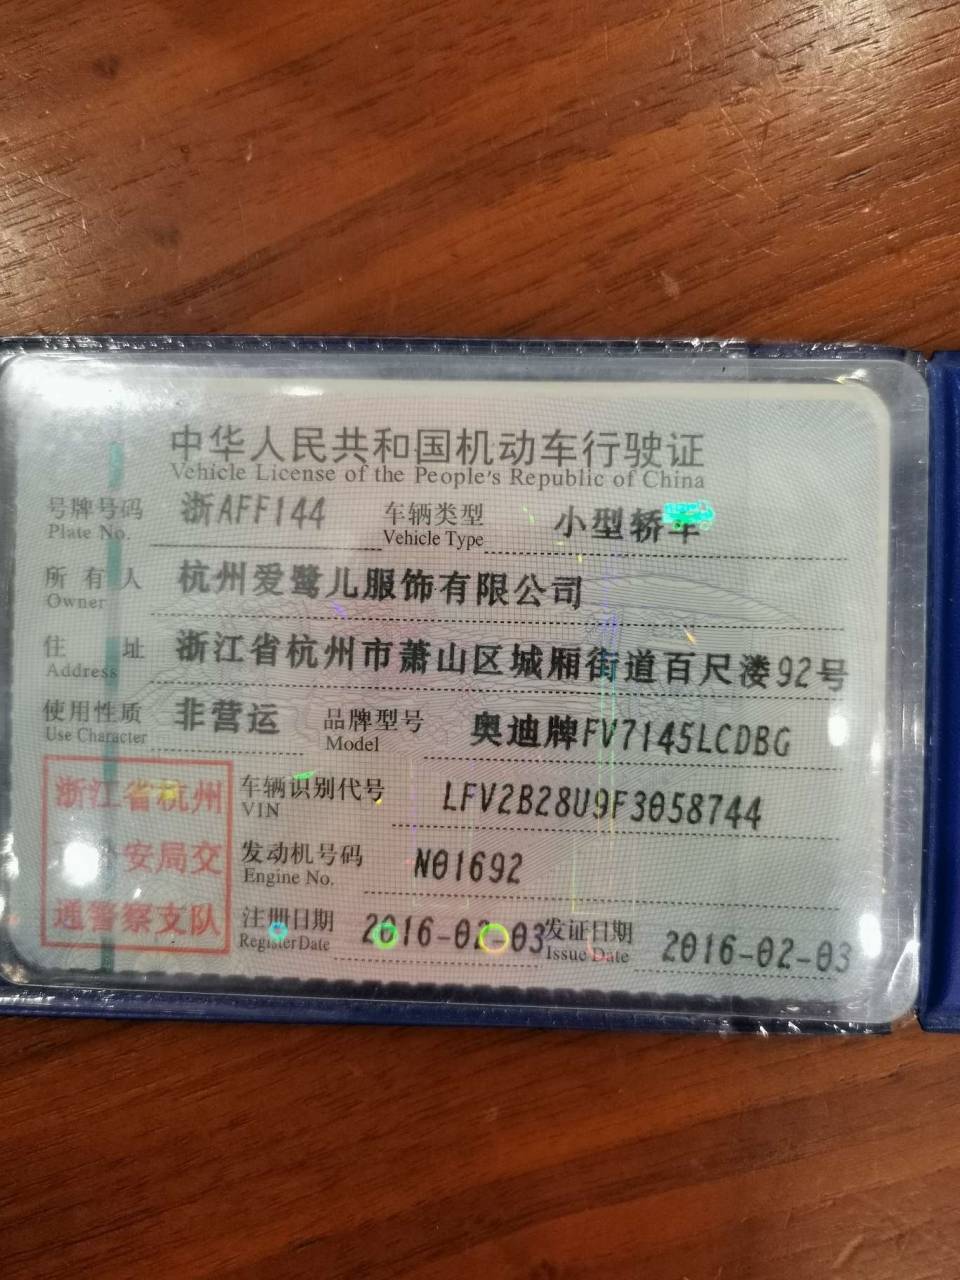 中华人民共和国机动车行驶证
Vehicle License of the People's Republic of China
号牌号码 浙AFF144 车辆类型 小型轿车
Plate No. Vehicle Type
所有人 杭州爱鹭儿服饰有限公司
Owner
住址 浙江省杭州市萧山区城厢街道百尺溇92号
Address
使用性质 非营运 品牌型号 奥迪牌FV7145LCDBG
Use Character Model
浙江省杭州 车辆识别代号 LFV2B28U9F3058744
VIN
安局交 发动机号码 N01692
Engine No.
通警察支队 注册日期 2016-02-03 发证日期 2016-02-03
Register Date Issue Date